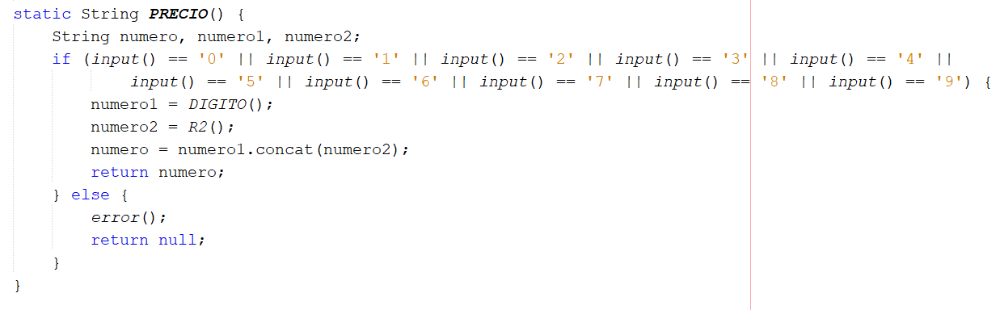 static String PRECIO() {
    String numero, numero1, numero2;
    if (input() == '0' || input() == '1' || input() == '2' || input() == '3' || input() == '4' ||
            input() == '5' || input() == '6' || input() == '7' || input() == '8' || input() == '9') {
        numero1 = DIGITO();
        numero2 = R2();
        numero = numero1.concat(numero2);
        return numero;
    } else {
        error();
        return null;
    }
}